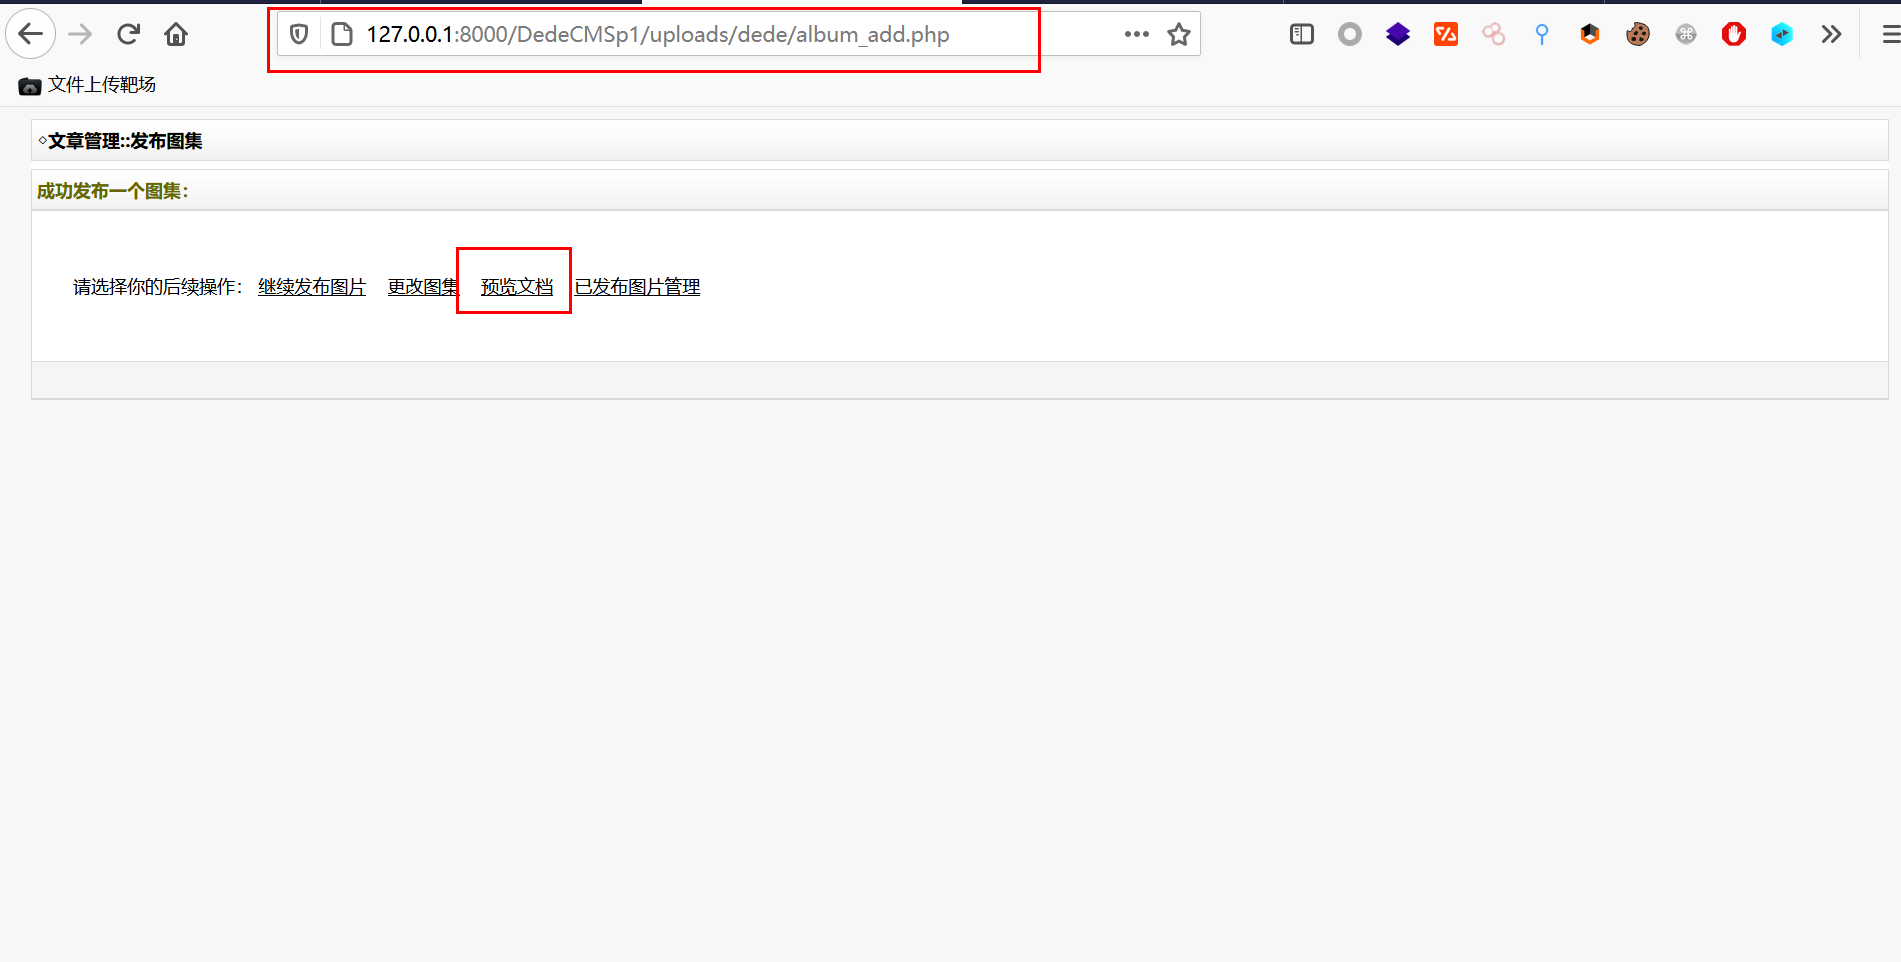 127.0.0.1:8000/DedeCMSp1/uploads/dede/album_add.php
文件上传靶场
◇文章管理::发布图集
成功发布一个图集：
请选择你的后续操作： 继续发布图片 更改图集 预览文档 已发布图片管理